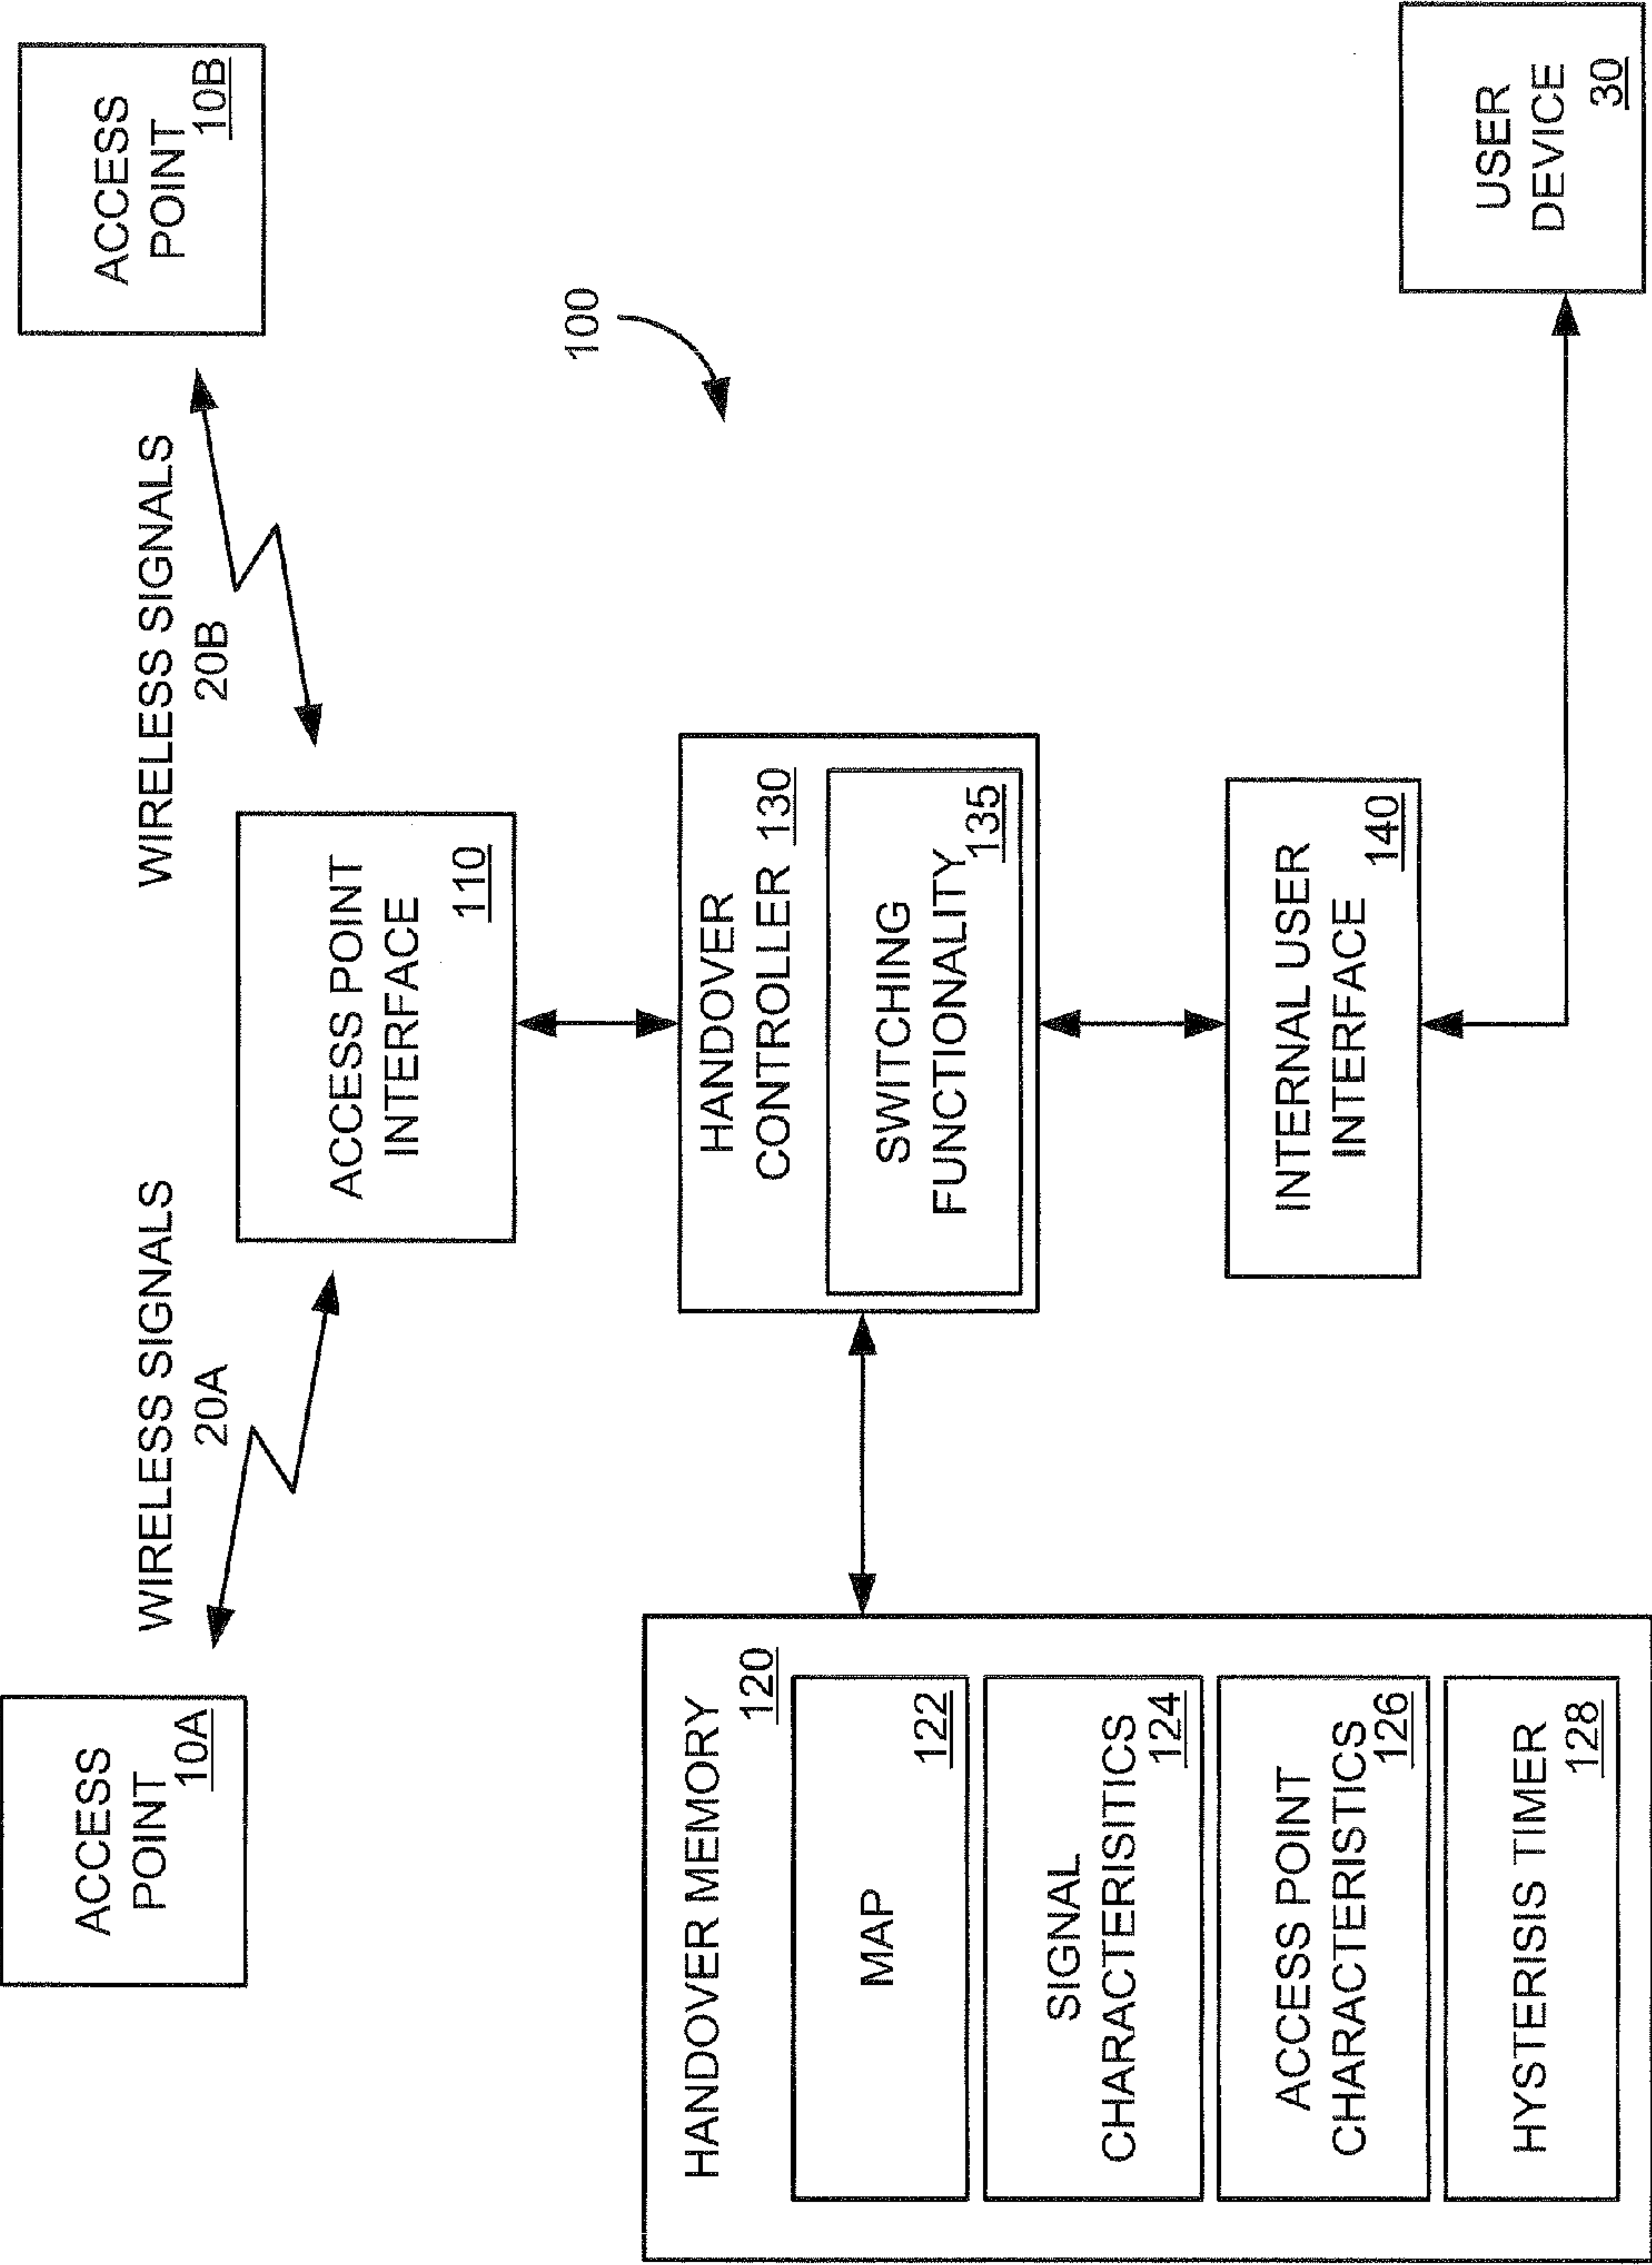 ACCESS
POINT
10A
WIRELESS SIGNALS
20A
WIRELESS SIGNALS
20B
ACCESS
POINT
10B
ACCESS POINT
INTERFACE
110
100
HANDOVER MEMORY
120
MAP
122
SIGNAL
CHARACTERISITICS
124
ACCESS POINT
CHARACTERISTICS
126
HYSTERISIS TIMER
128
HANDOVER
CONTROLLER 130
SWITCHING
FUNCTIONALITY
135
INTERNAL USER
INTERFACE
140
USER
DEVICE
30